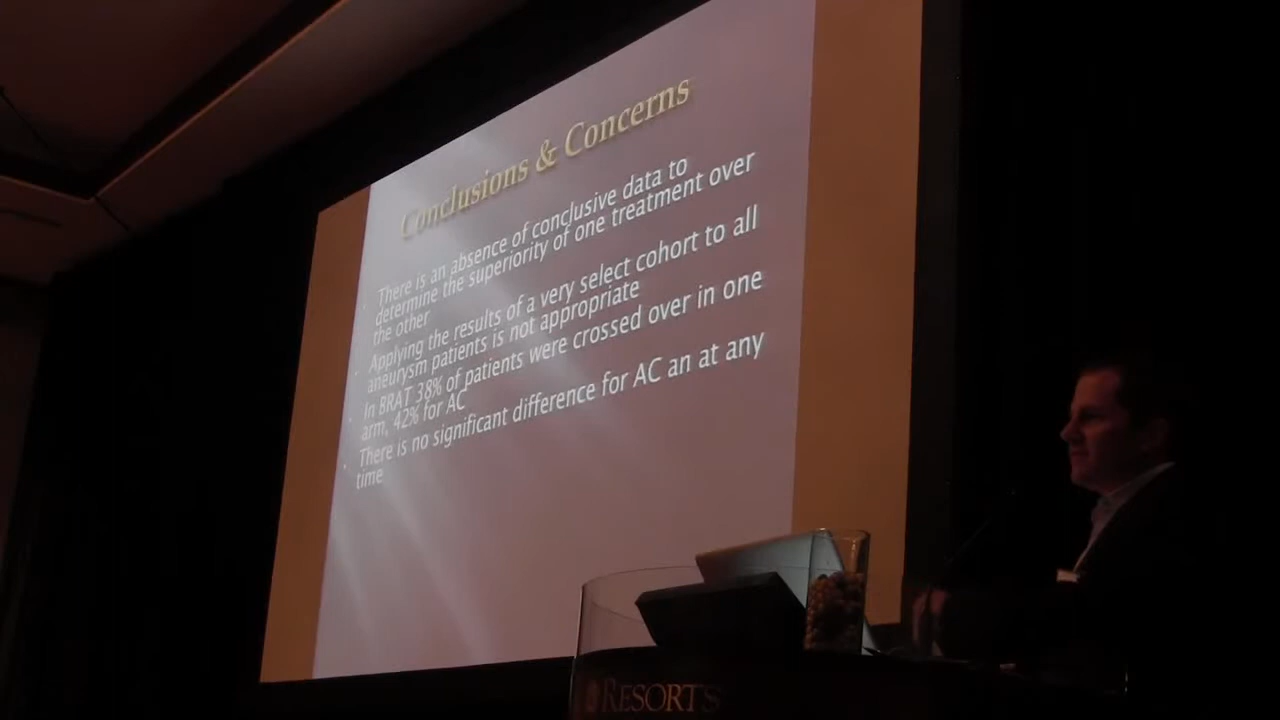 Conclusions & Concerns
There is an absence of conclusive data to
determine the superiority of one treatment over
the other
Applying the results of a very select cohort to all
aneurysm patients is not appropriate
In BRAT 38% of patients were crossed over in one
arm, 42% for AC
There is no significant difference for AC an at any
time
RESORTS